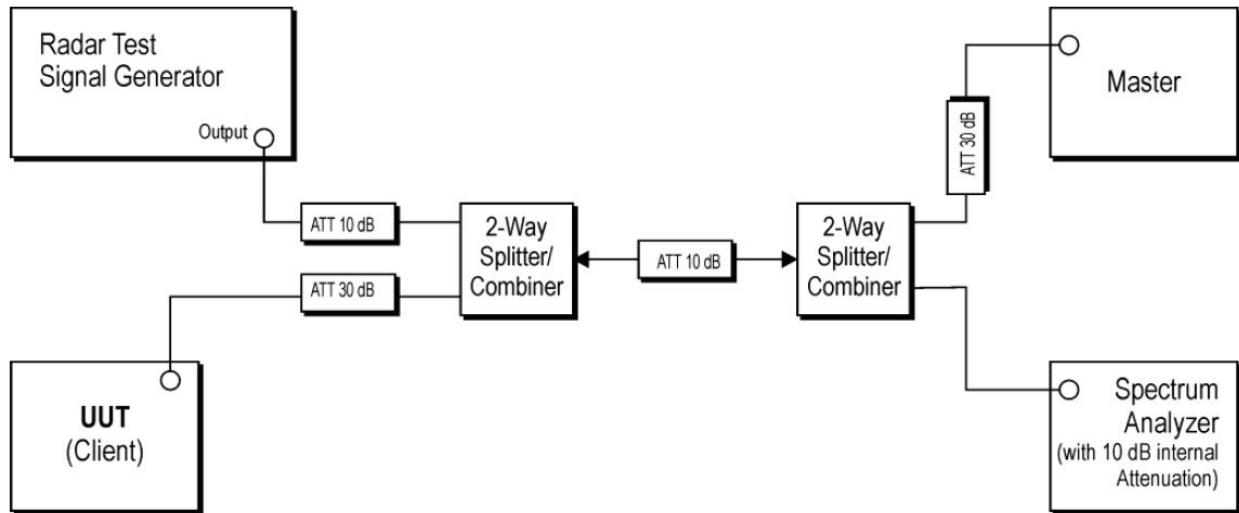 Radar Test
Signal Generator
Output
ATT 10 dB
2-Way
Splitter/
Combiner
ATT 30 dB
UUT
(Client)
ATT 10 dB
2-Way
Splitter/
Combiner
ATT 30 dB
Master
Spectrum
Analyzer
(with 10 dB internal
Attenuation)